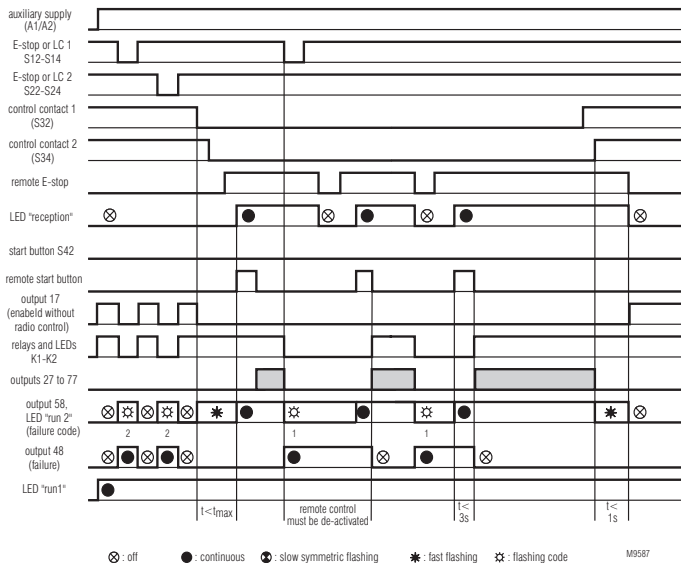 auxiliary supply
(A1/A2)
E-stop or LC 1
S12-S14
E-stop or LC 2
S22-S24
control contact 1
(S32)
control contact 2
(S34)
remote E-stop
LED "reception"
start button S42
remote start button
output 17
(enabeld without
radio control)
relays and LEDs
K1-K2
outputs 27 to 77
output 58,
LED "run 2"
(failure code)
2
2
1
1
output 48
(failure)
LED "run1"
t<tmax
remote control
must be de-activated
t<
3s
t<
1s
: off
: continuous
: slow symmetric flashing
: fast flashing
: flashing code
M9587